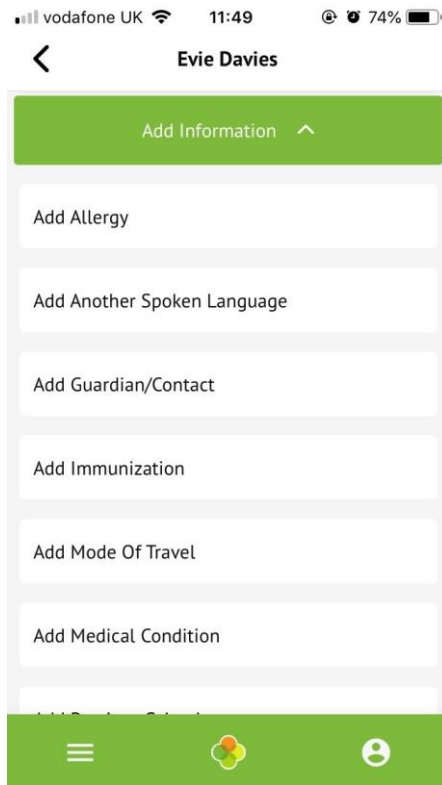 vodafone UK 11:49 74%
Evie Davies
Add Information
Add Allergy
Add Another Spoken Language
Add Guardian/Contact
Add Immunization
Add Mode Of Travel
Add Medical Condition